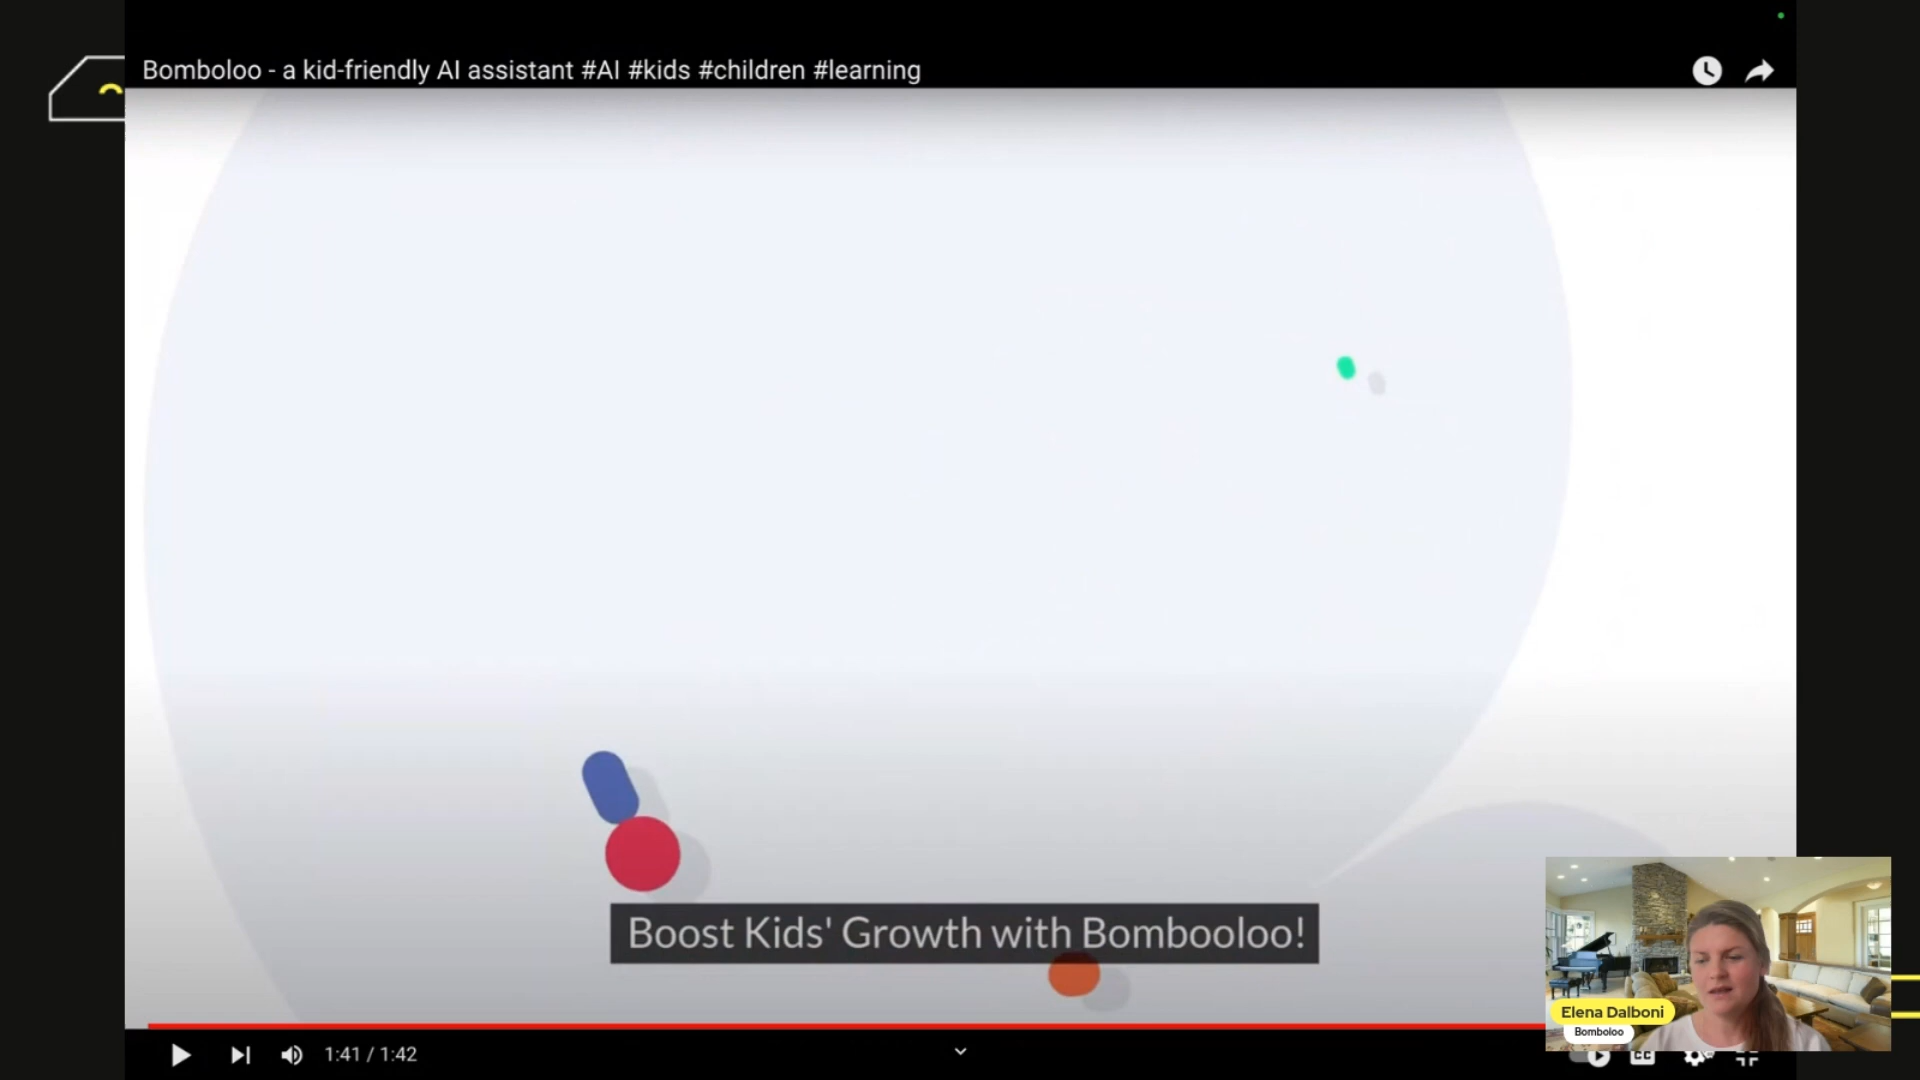 Bomboloo - a kid-friendly AI assistant #AI #kids #children #learning
Boost Kids' Growth with Bombooloo!
Elena Dalboni
Bomboloo
1:41 / 1:42
CC